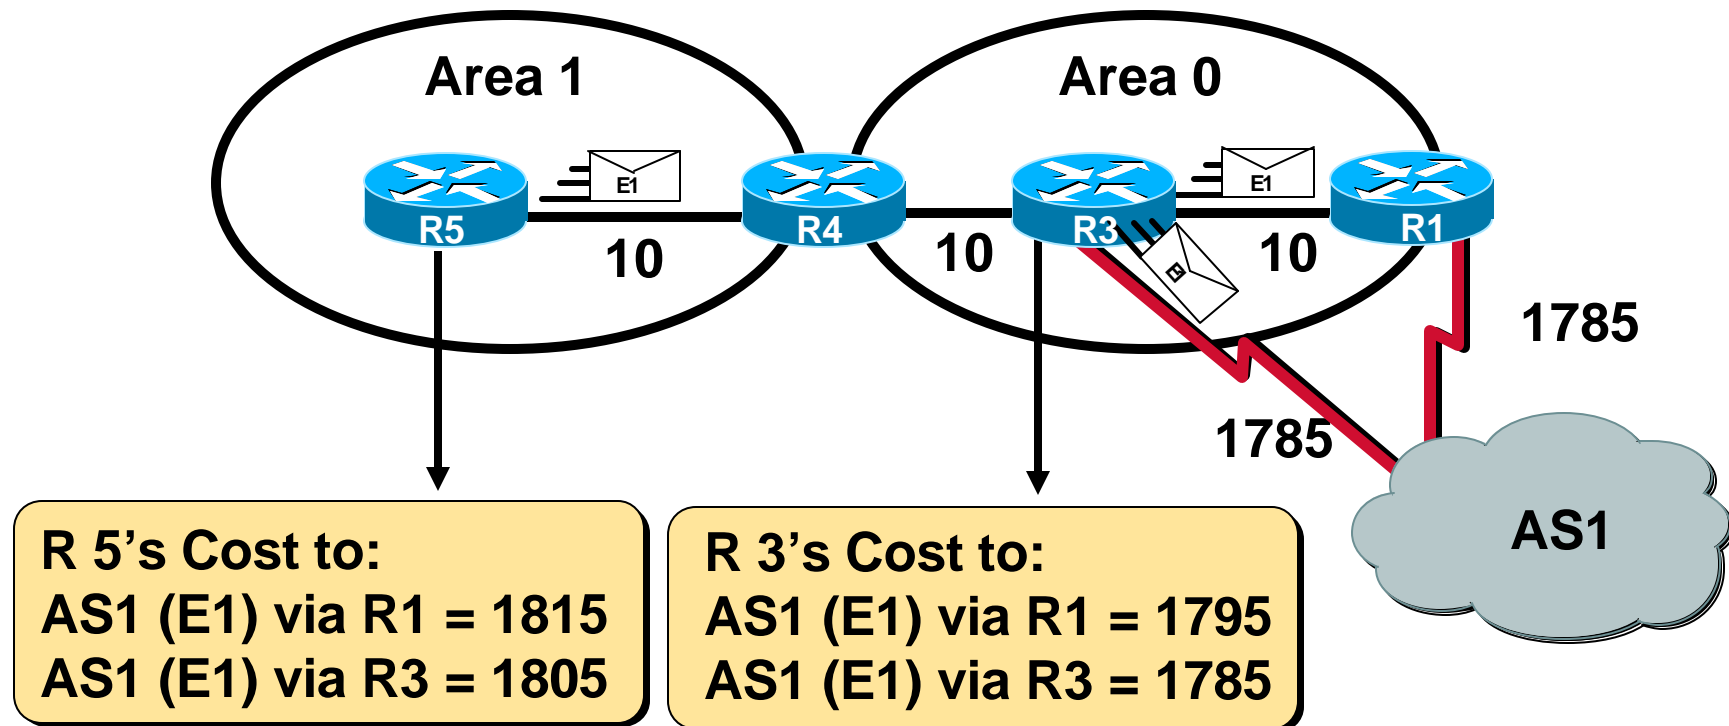 Area 1
Area 0
E1
E1
R5
R4
R3
R1
10
10
10
1785
1785
AS1
R 5’s Cost to:
AS1 (E1) via R1 = 1815
AS1 (E1) via R3 = 1805
R 3’s Cost to:
AS1 (E1) via R1 = 1795
AS1 (E1) via R3 = 1785